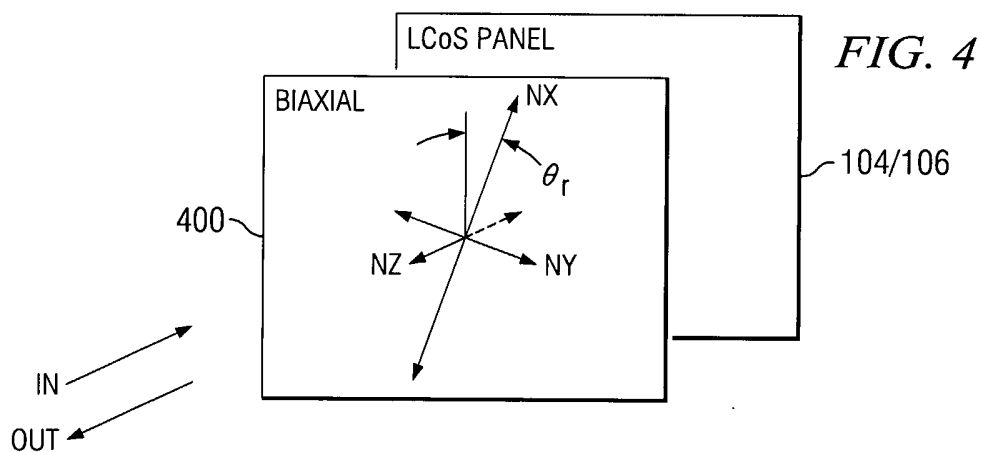 FIG. 4
LCoS PANEL
BIAXIAL
NX
θr
104/106
400
NZ
NY
IN
OUT